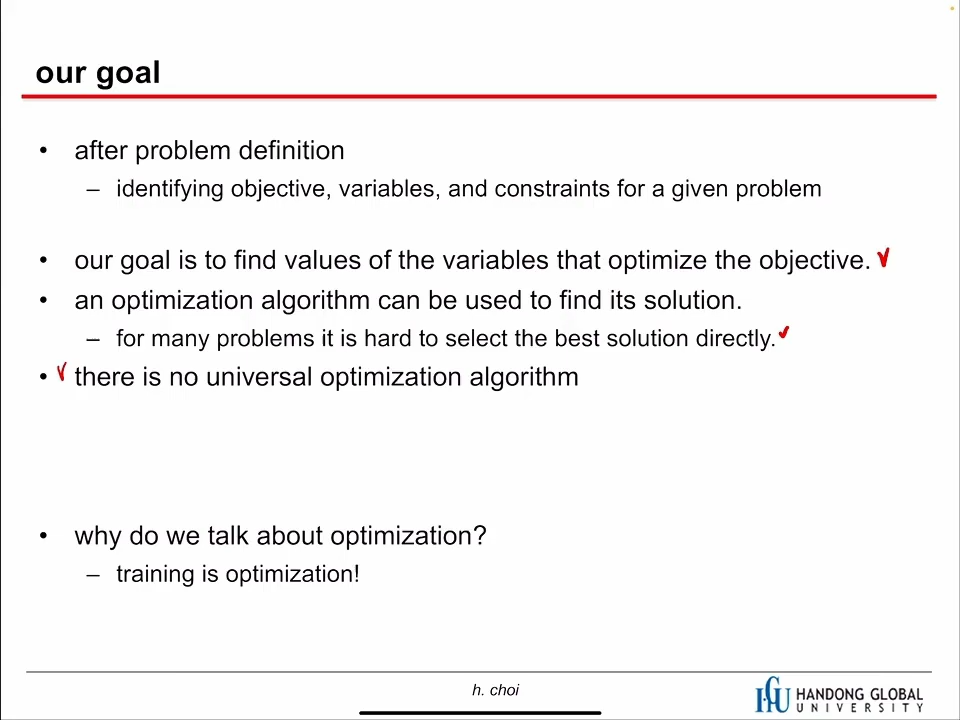 our goal
• after problem definition
– identifying objective, variables, and constraints for a given problem
• our goal is to find values of the variables that optimize the objective.
• an optimization algorithm can be used to find its solution.
– for many problems it is hard to select the best solution directly.
• there is no universal optimization algorithm
• why do we talk about optimization?
– training is optimization!
h. choi
HGU HANDONG GLOBAL
UNIVERSITY